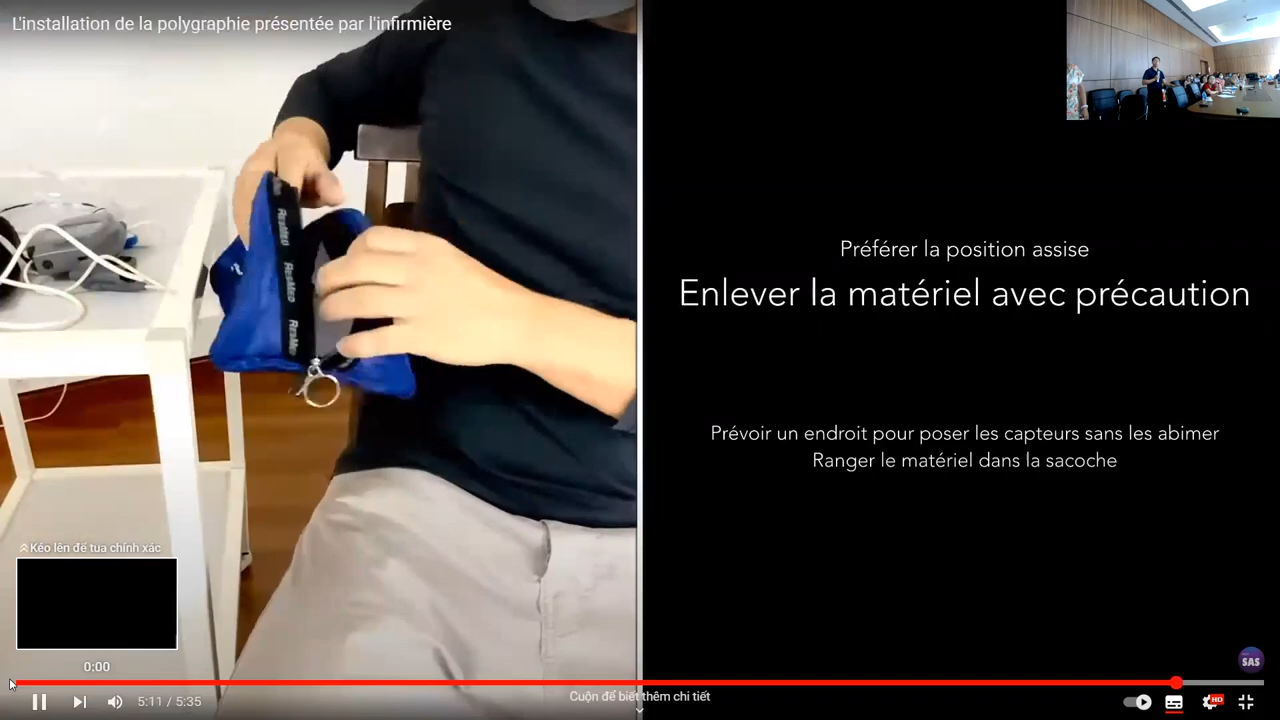 L'installation de la polygraphie présentée par l'infirmière
RESMED
RESMED
RESMED
Préférer la position assise
Enlever la matériel avec précaution
Prévoir un endroit pour poser les capteurs sans les abimer
Ranger le matériel dans la sacoche
Kéo lên để tua chính xác
0:00
5:11 / 5:35
Cuộn để biết thêm chi tiết
SAS
HD